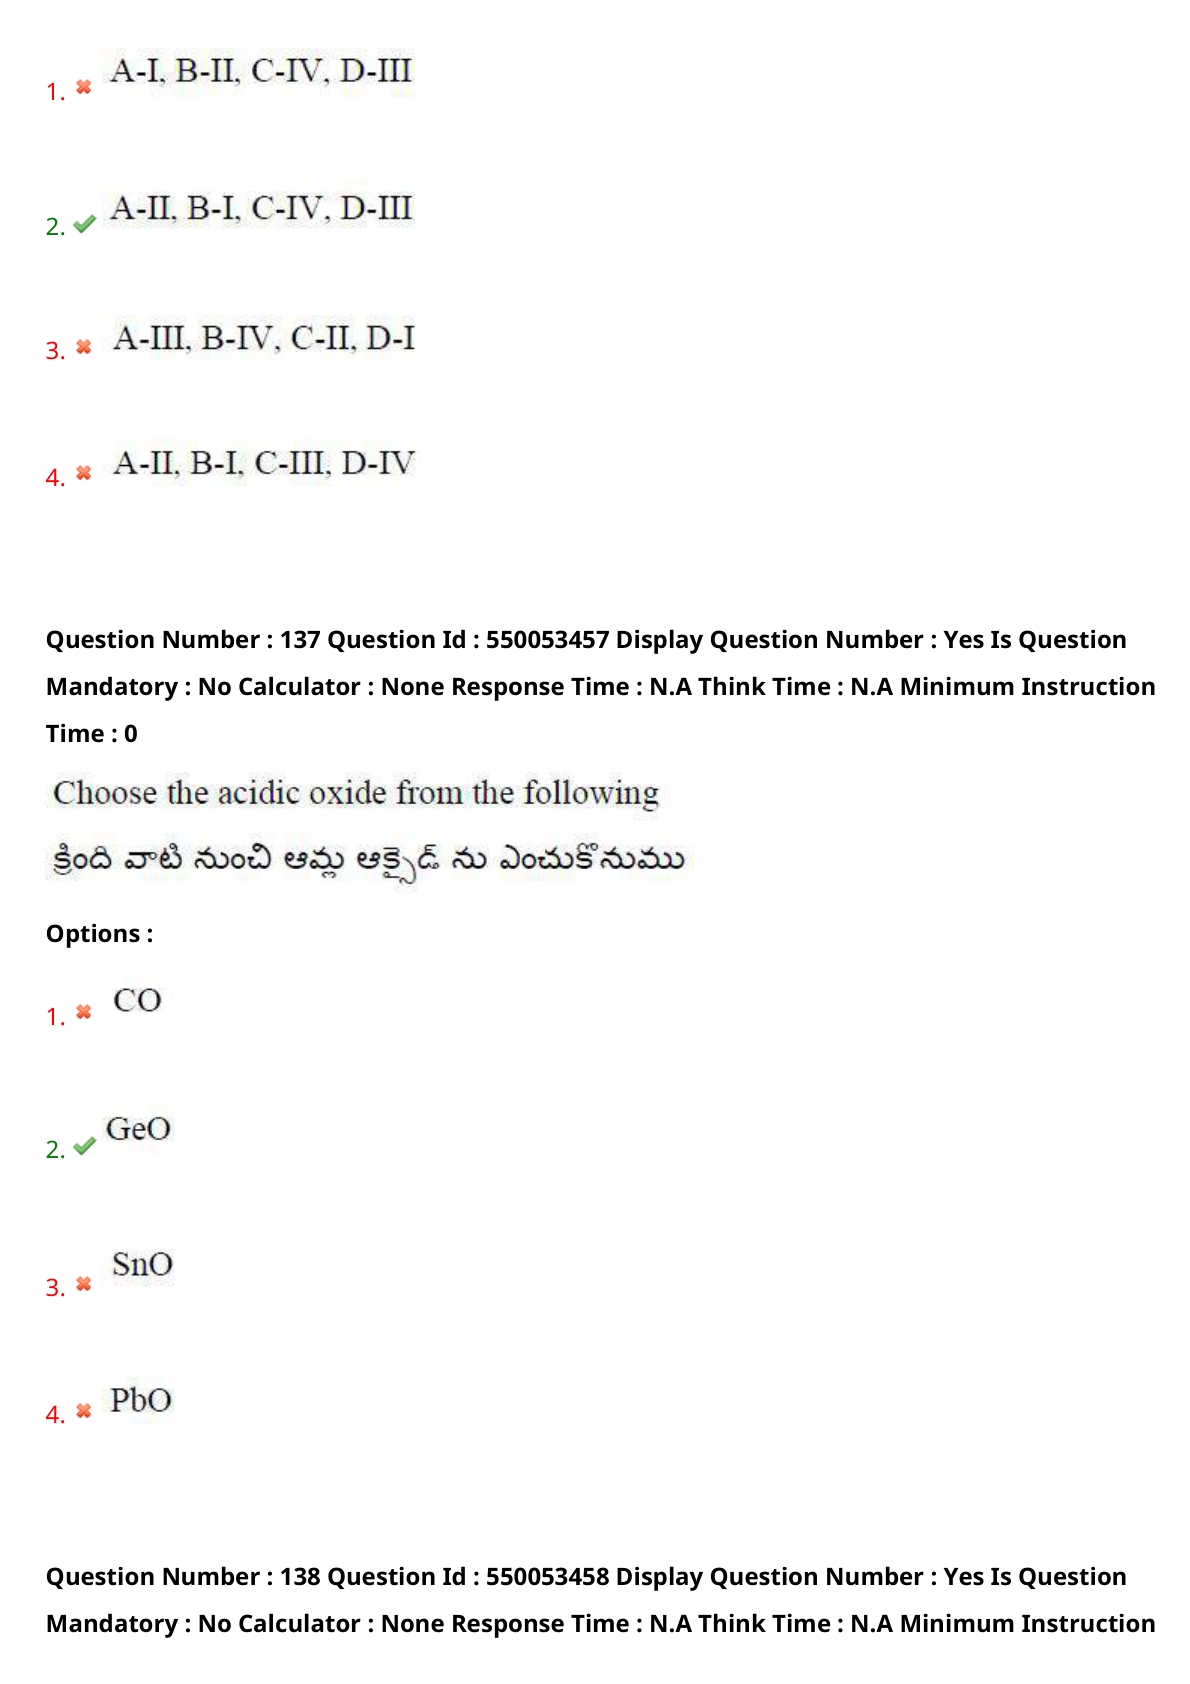 1. A-I, B-II, C-IV, D-III
2. A-II, B-I, C-IV, D-III
3. A-III, B-IV, C-II, D-I
4. A-II, B-I, C-III, D-IV
Question Number : 137 Question Id : 550053457 Display Question Number : Yes Is Question
Mandatory : No Calculator : None Response Time : N.A Think Time : N.A Minimum Instruction
Time : 0
Choose the acidic oxide from the following
క్రింది వాటి నుంచి ఆమ్ల ఆక్సైడ్ ను ఎంచుకొనుము
Options :
1. CO
2. GeO
3. SnO
4. PbO
Question Number : 138 Question Id : 550053458 Display Question Number : Yes Is Question
Mandatory : No Calculator : None Response Time : N.A Think Time : N.A Minimum Instruction